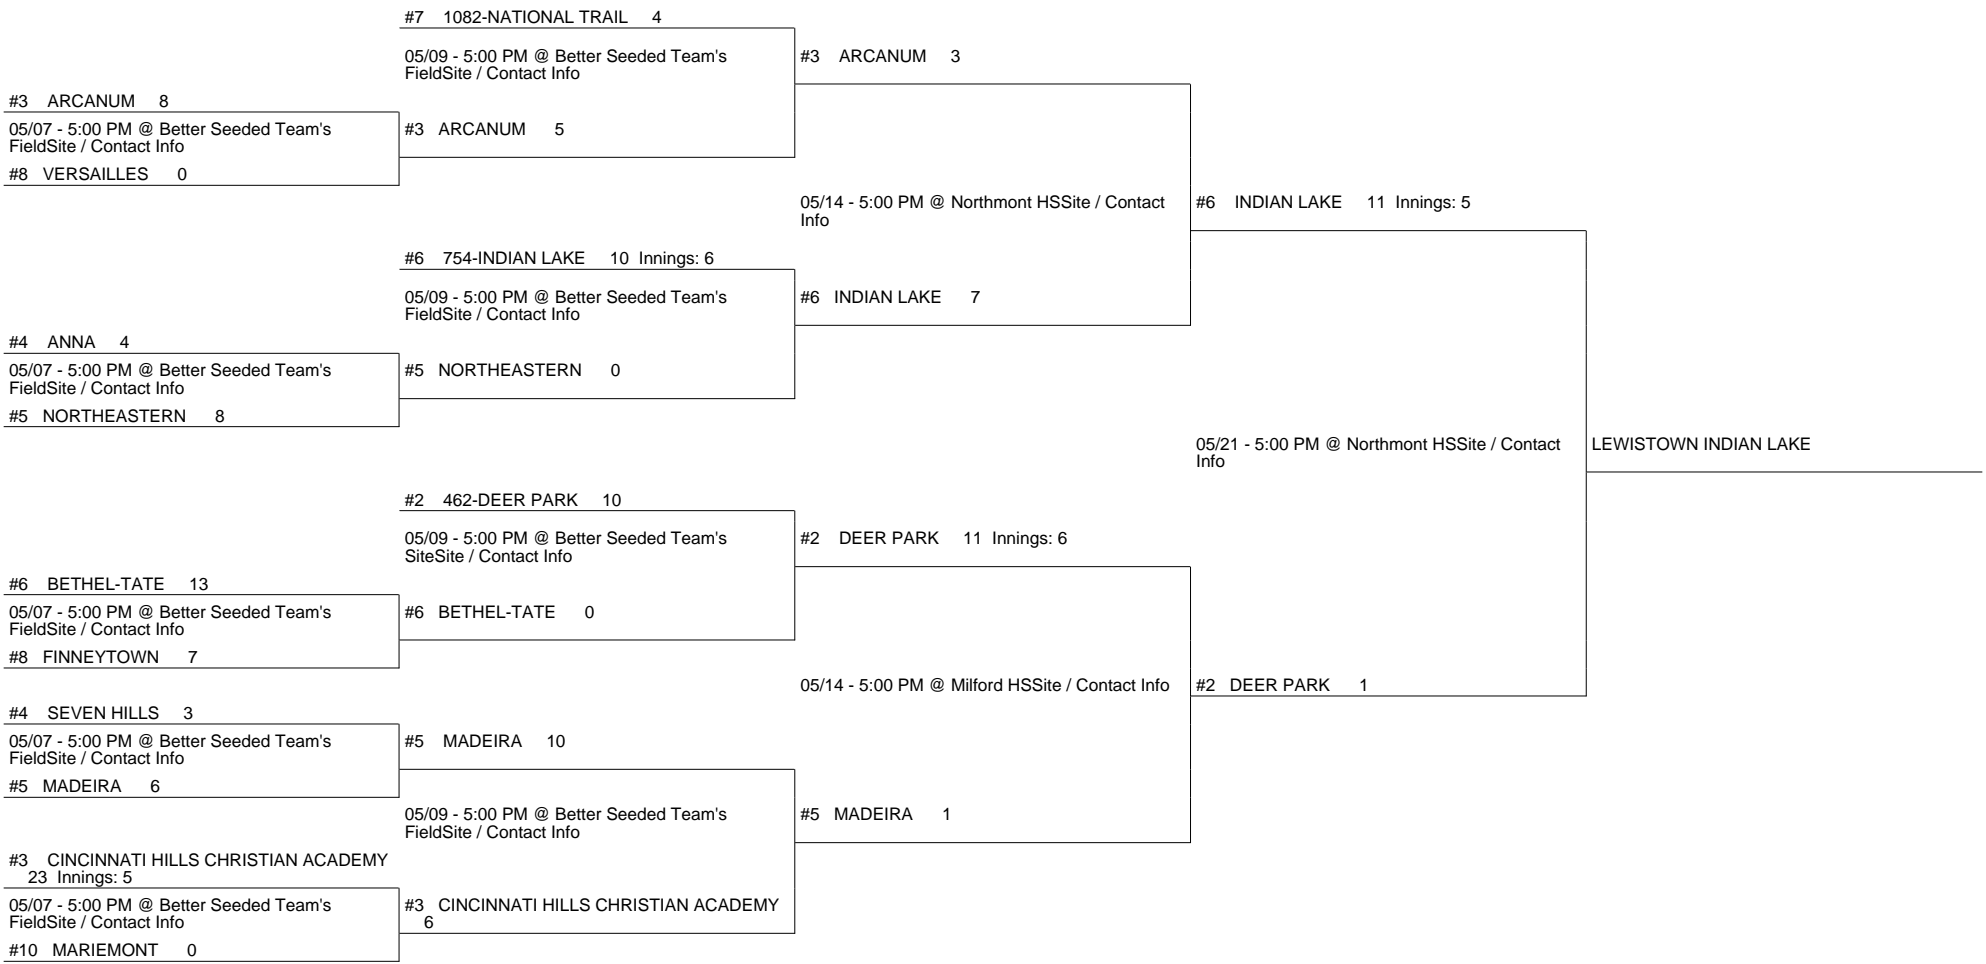 #7 1082-NATIONAL TRAIL 4
05/09 - 5:00 PM @ Better Seeded Team's
FieldSite / Contact Info
#3 ARCANUM 3
#3 ARCANUM 8
05/07 - 5:00 PM @ Better Seeded Team's
FieldSite / Contact Info
#8 VERSAILLES 0
#3 ARCANUM 5
05/14 - 5:00 PM @ Northmont HSSite / Contact
Info
#6 INDIAN LAKE 11 Innings: 5
#6 754-INDIAN LAKE 10 Innings: 6
05/09 - 5:00 PM @ Better Seeded Team's
FieldSite / Contact Info
#6 INDIAN LAKE 7
#4 ANNA 4
05/07 - 5:00 PM @ Better Seeded Team's
FieldSite / Contact Info
#5 NORTHEASTERN 8
#5 NORTHEASTERN 0
05/21 - 5:00 PM @ Northmont HSSite / Contact
Info
LEWISTOWN INDIAN LAKE
#2 462-DEER PARK 10
05/09 - 5:00 PM @ Better Seeded Team's
SiteSite / Contact Info
#2 DEER PARK 11 Innings: 6
#6 BETHEL-TATE 13
05/07 - 5:00 PM @ Better Seeded Team's
FieldSite / Contact Info
#8 FINNEYTOWN 7
#6 BETHEL-TATE 0
05/14 - 5:00 PM @ Milford HSSite / Contact Info
#2 DEER PARK 1
#4 SEVEN HILLS 3
05/07 - 5:00 PM @ Better Seeded Team's
FieldSite / Contact Info
#5 MADEIRA 6
#5 MADEIRA 10
05/09 - 5:00 PM @ Better Seeded Team's
FieldSite / Contact Info
#5 MADEIRA 1
#3 CINCINNATI HILLS CHRISTIAN ACADEMY
23 Innings: 5
05/07 - 5:00 PM @ Better Seeded Team's
FieldSite / Contact Info
#10 MARIEMONT 0
#3 CINCINNATI HILLS CHRISTIAN ACADEMY
6